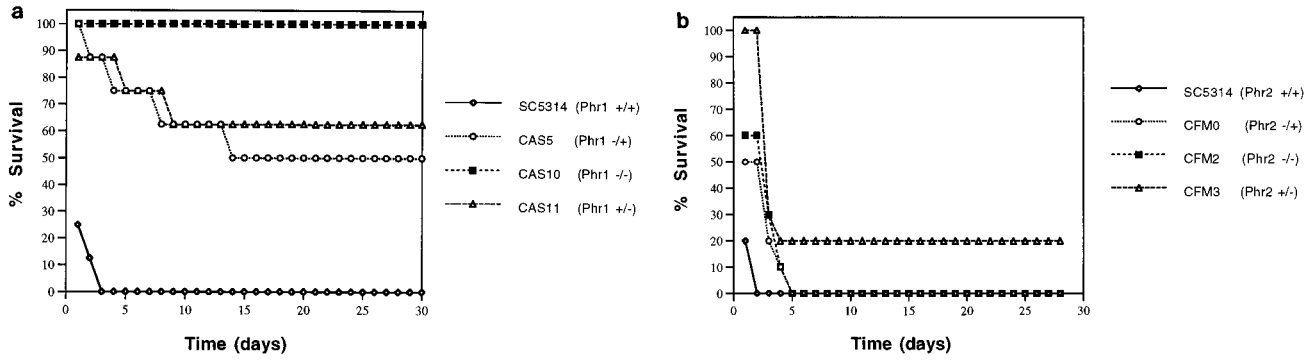 a
100
90
80
70
60
50
40
30
20
10
0
% Survival
0 5 10 15 20 25 30
Time (days)
SC5314 (Phr1 +/+)
CAS5 (Phr1 -/+)
CAS10 (Phr1 -/-)
CAS11 (Phr1 +/-)
b
100
90
80
70
60
50
40
30
20
10
0
% Survival
0 5 10 15 20 25 30
Time (days)
SC5314 (Phr2 +/+)
CFM0 (Phr2 -/+)
CFM2 (Phr2 -/-)
CFM3 (Phr2 +/-)